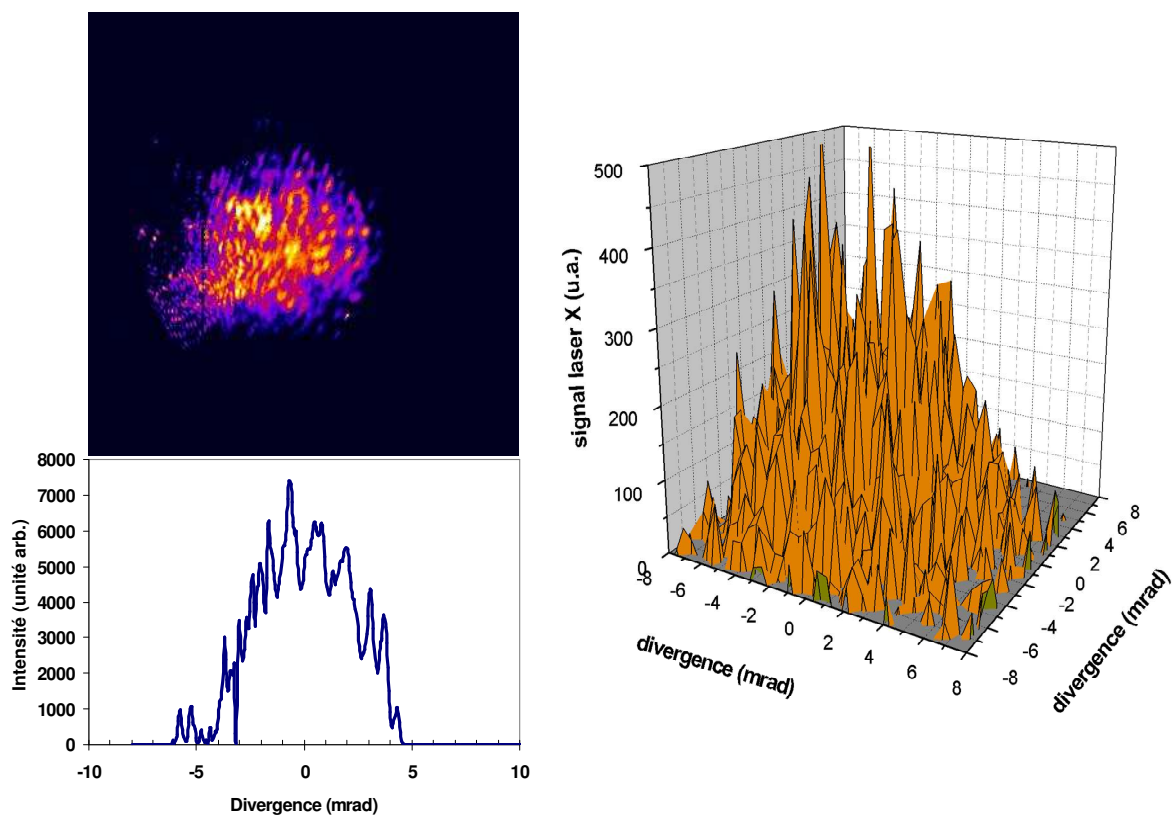 8000
7000
6000
5000
4000
3000
2000
1000
0
Intensité (unité arb.)
-10 -5 0 5 10
Divergence (mrad)
500
400
300
200
100
0
signal laser X (u.a.)
-8 -6 -4 -2 0 2 4 6 8
divergence (mrad)
-8 -6 -4 -2 0 2 4 6 8
divergence (mrad)